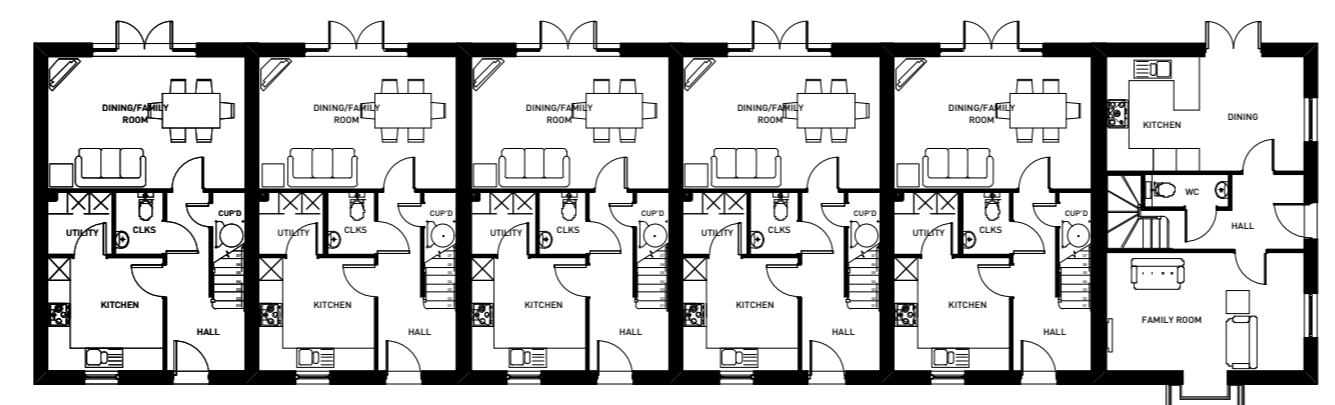 DINING/FAMILY
ROOM
UTILITY
CLKS
CUP'D
KITCHEN
HALL
DINING/FAMILY
ROOM
UTILITY
CLKS
CUP'D
KITCHEN
HALL
DINING/FAMILY
ROOM
UTILITY
CLKS
CUP'D
KITCHEN
HALL
DINING/FAMILY
ROOM
UTILITY
CLKS
CUP'D
KITCHEN
HALL
DINING/FAMILY
ROOM
UTILITY
CLKS
CUP'D
KITCHEN
HALL
KITCHEN
DINING
WC
HALL
FAMILY ROOM